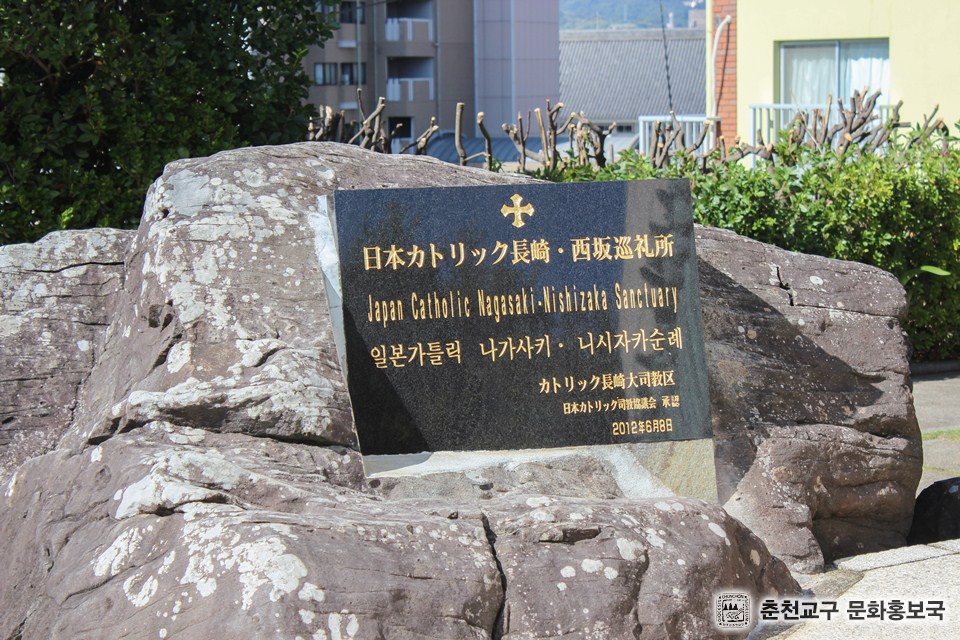 日本カトリック長崎・西坂巡礼所
Japan Catholic Nagasaki-Nishizaka Sanctuary
일본가틀릭 나가사키・니시자카순례
カトリック長崎大司教区
日本カトリック司教協議会 承認
2012年6月8日
춘천교구 문화홍보국